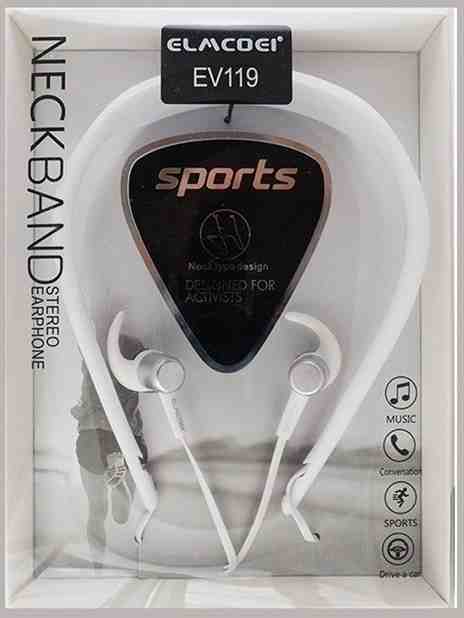 ELMCOEI
EV119
NECKBAND
STEREO
EARPHONE
sports
Neck type design
DESIGNED FOR
ACTIVISTS
MUSIC
Conversation
SPORTS
Drive a car